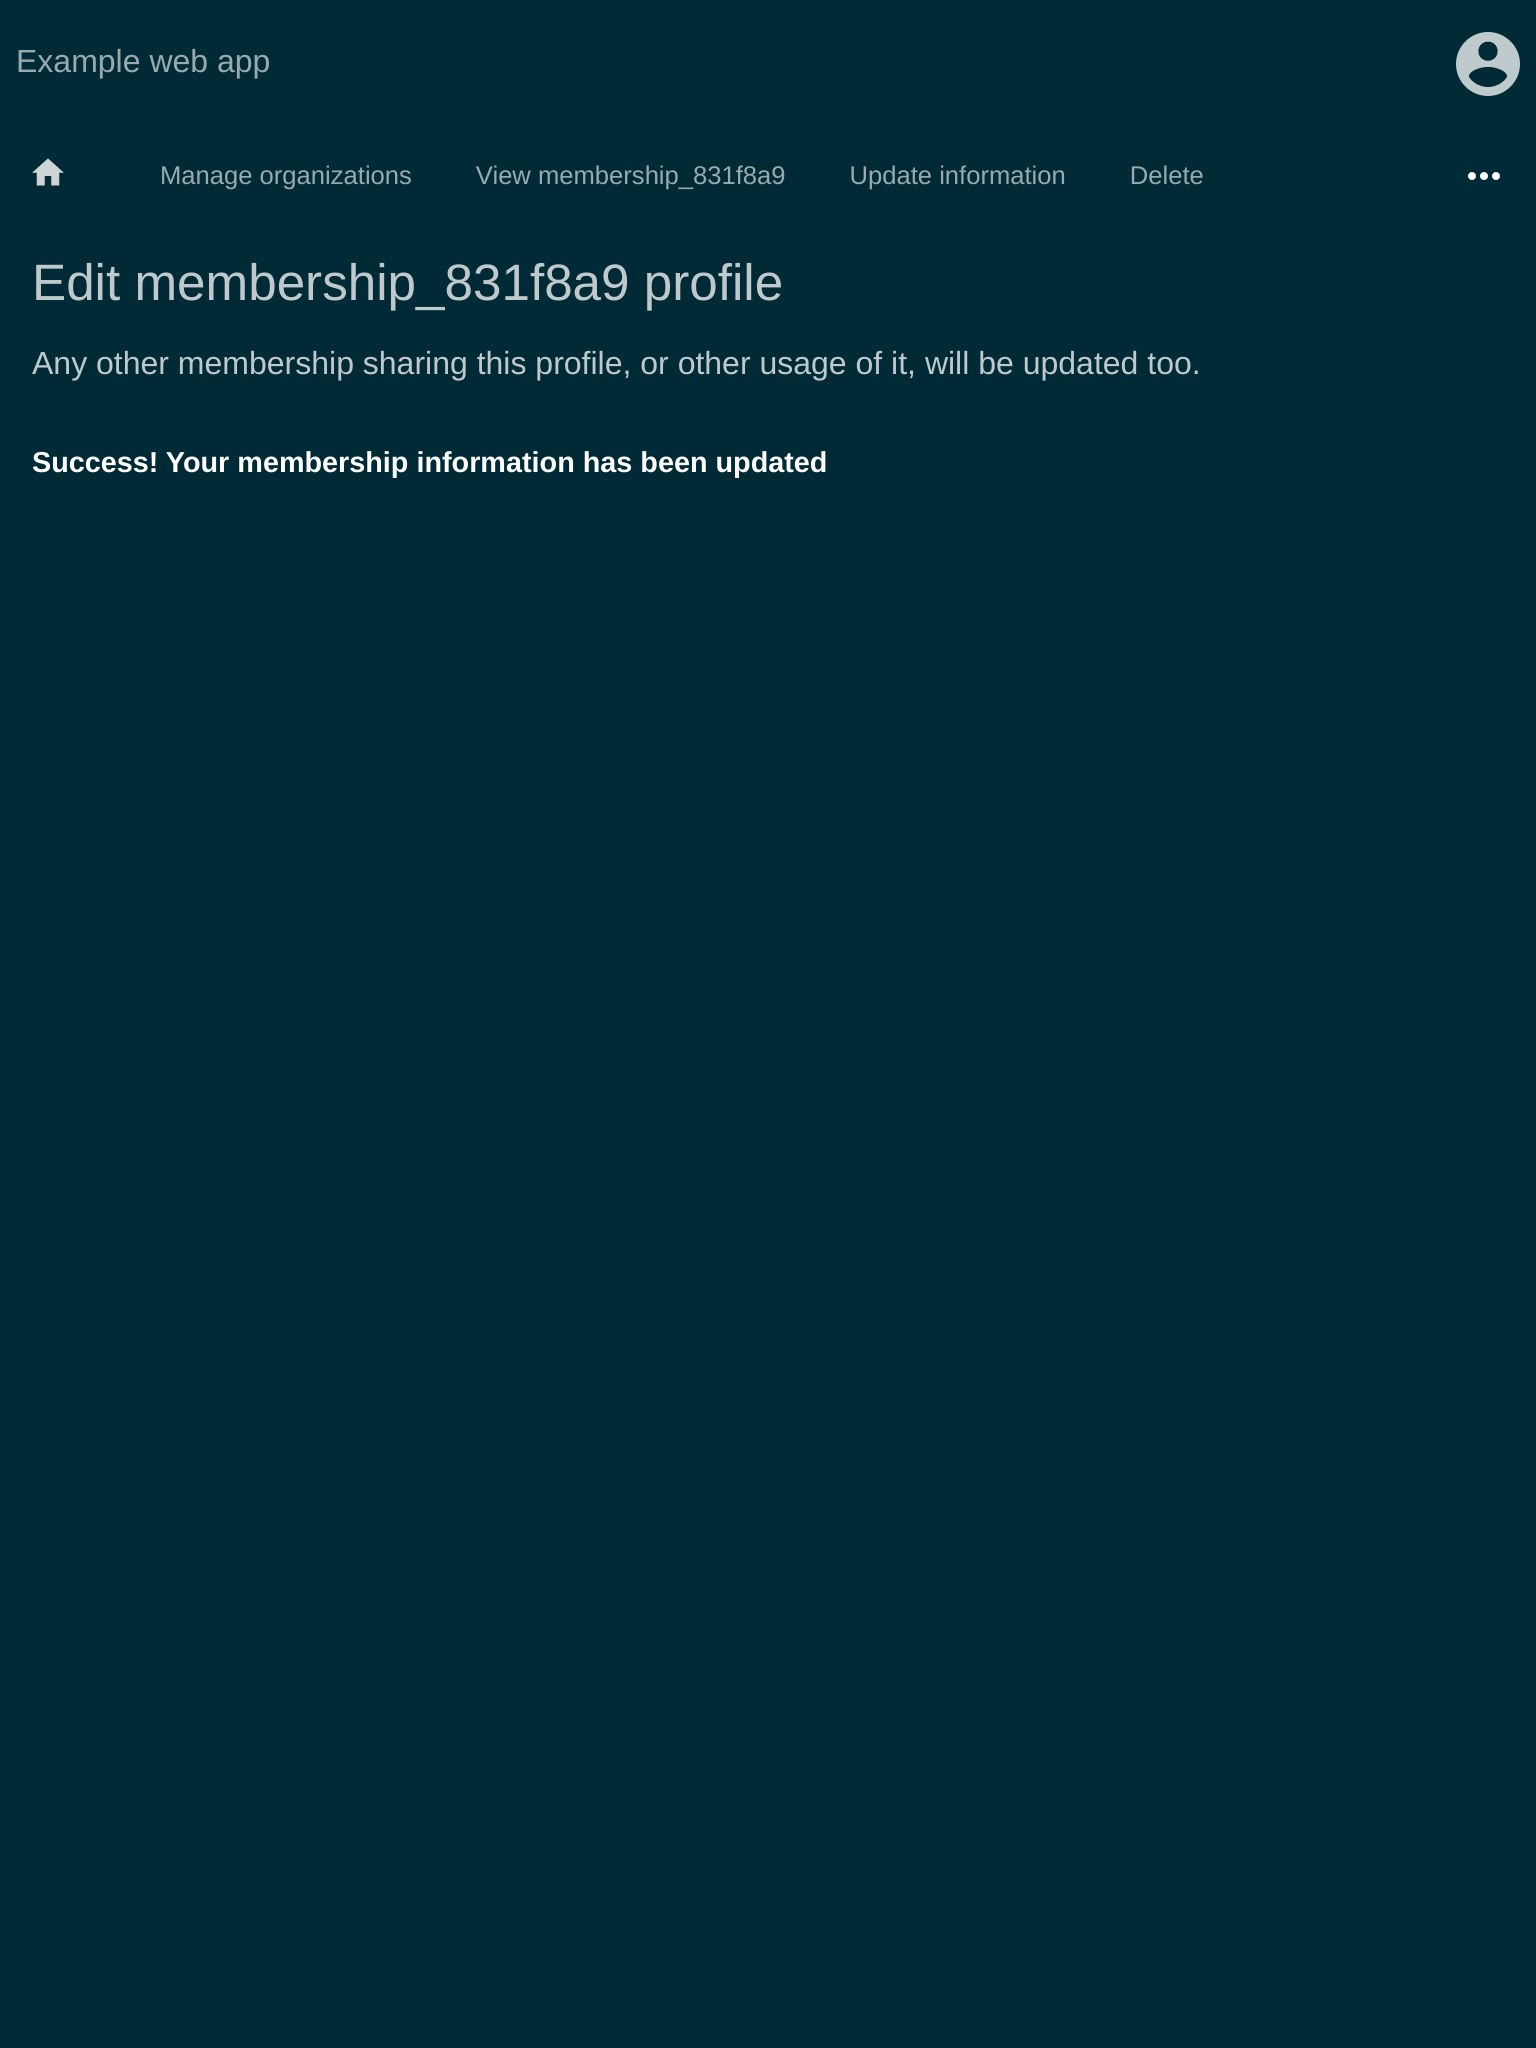 Example web app
Manage organizations View membership_831f8a9 Update information Delete
Edit membership_831f8a9 profile
Any other membership sharing this profile, or other usage of it, will be updated too.
Success! Your membership information has been updated